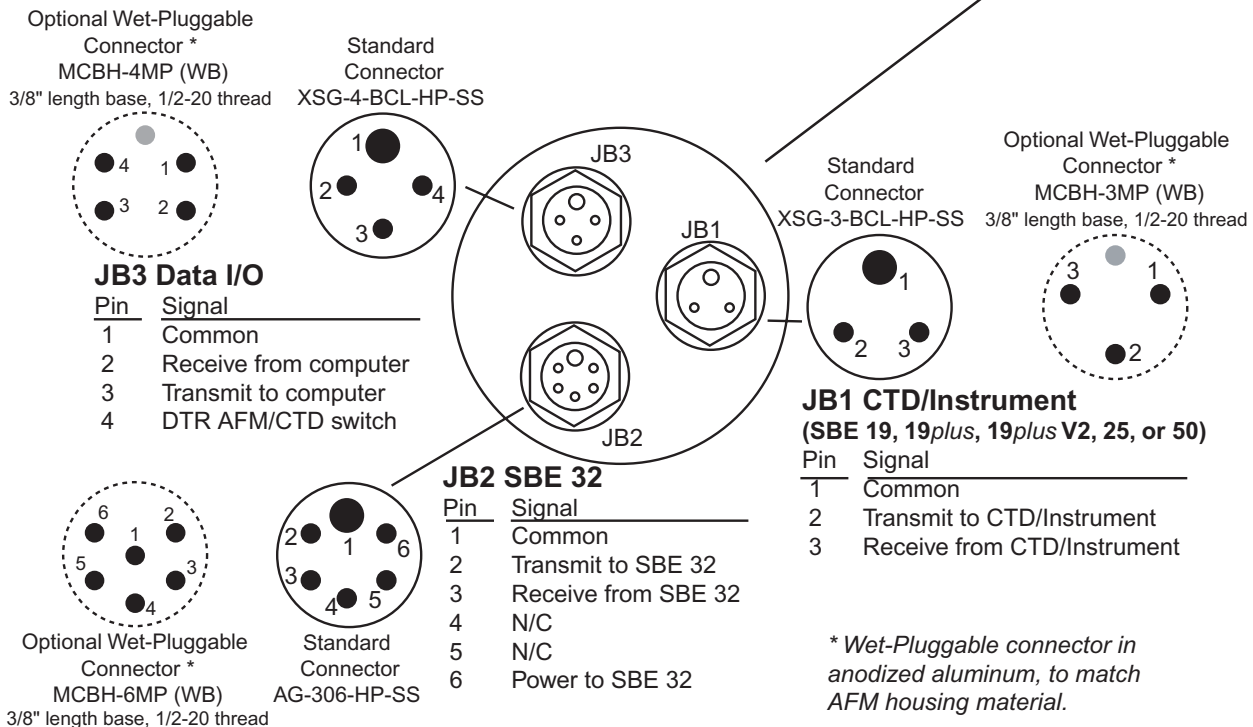 Optional Wet-Pluggable
Connector *
MCBH-4MP (WB)
3/8" length base, 1/2-20 thread
4
1
3
2
Standard
Connector
XSG-4-BCL-HP-SS
1
2
4
3
JB3
JB1
JB2
Standard
Connector
XSG-3-BCL-HP-SS
1
2
3
Optional Wet-Pluggable
Connector *
MCBH-3MP (WB)
3/8" length base, 1/2-20 thread
3
1
2
JB3 Data I/O
Pin Signal
1 Common
2 Receive from computer
3 Transmit to computer
4 DTR AFM/CTD switch
JB1 CTD/Instrument
(SBE 19, 19plus, 19plus V2, 25, or 50)
Pin Signal
1 Common
2 Transmit to CTD/Instrument
3 Receive from CTD/Instrument
6
1
2
5
3
4
Optional Wet-Pluggable
Connector *
MCBH-6MP (WB)
3/8" length base, 1/2-20 thread
2
1
6
3
4
5
Standard
Connector
AG-306-HP-SS
JB2 SBE 32
Pin Signal
1 Common
2 Transmit to SBE 32
3 Receive from SBE 32
4 N/C
5 N/C
6 Power to SBE 32
* Wet-Pluggable connector in
anodized aluminum, to match
AFM housing material.